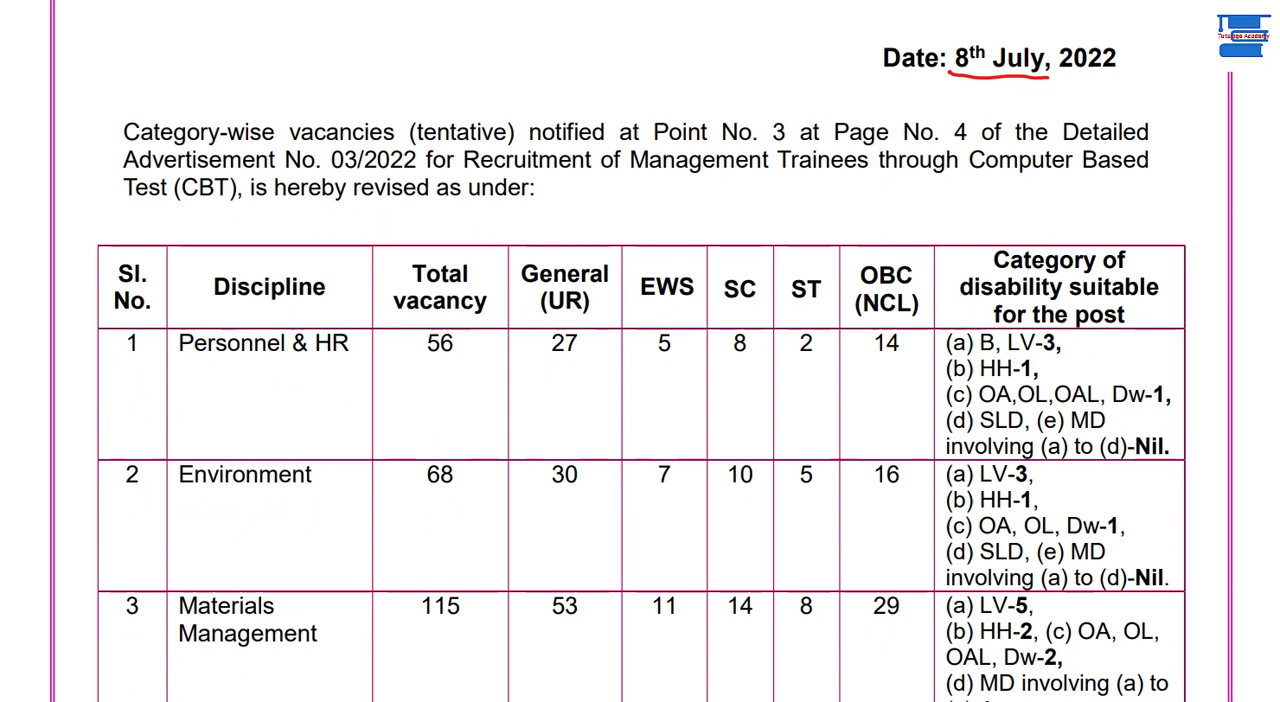 Tutelage Academy
Date: 8th July, 2022
Category-wise vacancies (tentative) notified at Point No. 3 at Page No. 4 of the Detailed
Advertisement No. 03/2022 for Recruitment of Management Trainees through Computer Based
Test (CBT), is hereby revised as under:
Sl. No. Discipline Total vacancy General (UR) EWS SC ST OBC (NCL) Category of disability suitable for the post
1 Personnel & HR 56 27 5 8 2 14 (a) B, LV-3,
(b) HH-1,
(c) OA,OL,OAL, Dw-1,
(d) SLD, (e) MD
involving (a) to (d)-Nil.
2 Environment 68 30 7 10 5 16 (a) LV-3,
(b) HH-1,
(c) OA, OL, Dw-1,
(d) SLD, (e) MD
involving (a) to (d)-Nil.
3 Materials 115 53 11 14 8 29 (a) LV-5,
Management (b) HH-2, (c) OA, OL,
OAL, Dw-2,
(d) MD involving (a) to